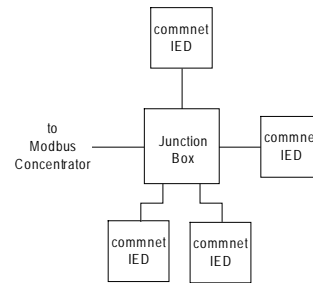 commnet
IED
to
Modbus
Concentrator
Junction
Box
commnet
IED
commnet
IED
commnet
IED